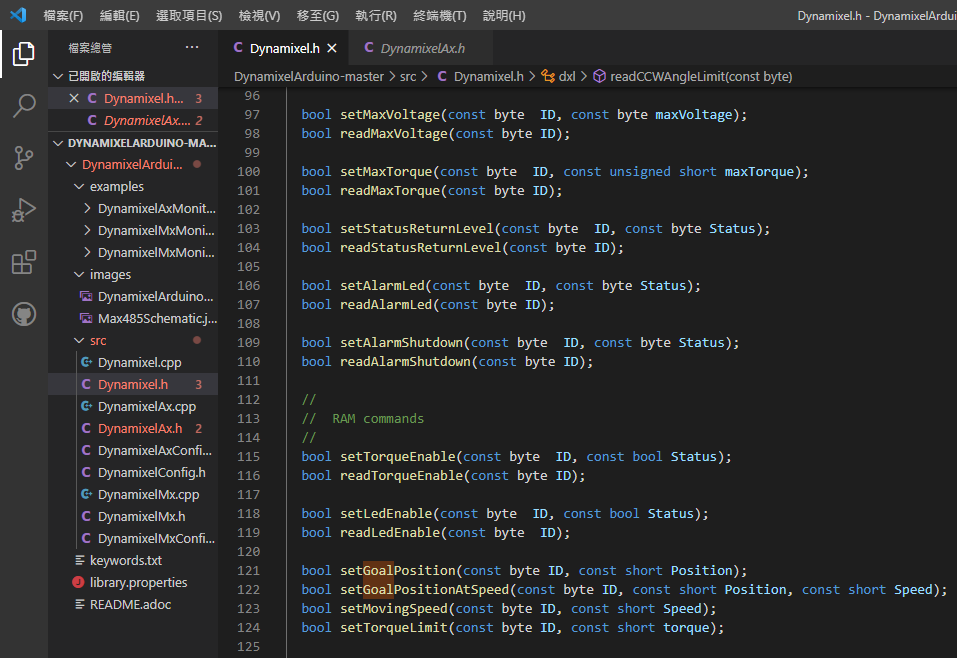 檔案(F) 編輯(E) 選取項目(S) 檢視(V) 移至(G) 執行(R) 終端機(T) 說明(H) Dynamixel.h - DynamixelArdui
檔案總管 ...
Dynamixel.h
DynamixelAx.h
已開啟的編輯器
Dynamixel.h... 3
DynamixelAx.... 2
DYNAMIXELARDUINO-MA...
DynamixelArdui...
examples
DynamixelAxMonit...
DynamixelMxMoni...
DynamixelMxMoni...
images
DynamixelArduino...
Max485Schematic.j...
src
Dynamixel.cpp
Dynamixel.h 3
DynamixelAx.cpp
DynamixelAx.h 2
DynamixelAxConfi...
DynamixelConfig.h
DynamixelMx.cpp
DynamixelMx.h
DynamixelMxConfi...
keywords.txt
library.properties
README.adoc
DynamixelArduino-master > src > C Dynamixel.h > dxl > readCCWAngleLimit(const byte)
96
97 bool setMaxVoltage(const byte  ID, const byte maxVoltage);
98 bool readMaxVoltage(const byte ID);
99
100 bool setMaxTorque(const byte  ID, const unsigned short maxTorque);
101 bool readMaxTorque(const byte ID);
102
103 bool setStatusReturnLevel(const byte  ID, const byte Status);
104 bool readStatusReturnLevel(const byte ID);
105
106 bool setAlarmLed(const byte  ID, const byte Status);
107 bool readAlarmLed(const byte ID);
108
109 bool setAlarmShutdown(const byte  ID, const byte Status);
110 bool readAlarmShutdown(const byte ID);
111
112 //
113 //  RAM commands
114 //
115 bool setTorqueEnable(const byte  ID, const bool Status);
116 bool readTorqueEnable(const byte ID);
117
118 bool setLedEnable(const byte  ID, const bool Status);
119 bool readLedEnable(const byte  ID);
120
121 bool setGoalPosition(const byte ID, const short Position);
122 bool setGoalPositionAtSpeed(const byte ID, const short Position, const short Speed);
123 bool setMovingSpeed(const byte ID, const short Speed);
124 bool setTorqueLimit(const byte ID, const short torque);
125